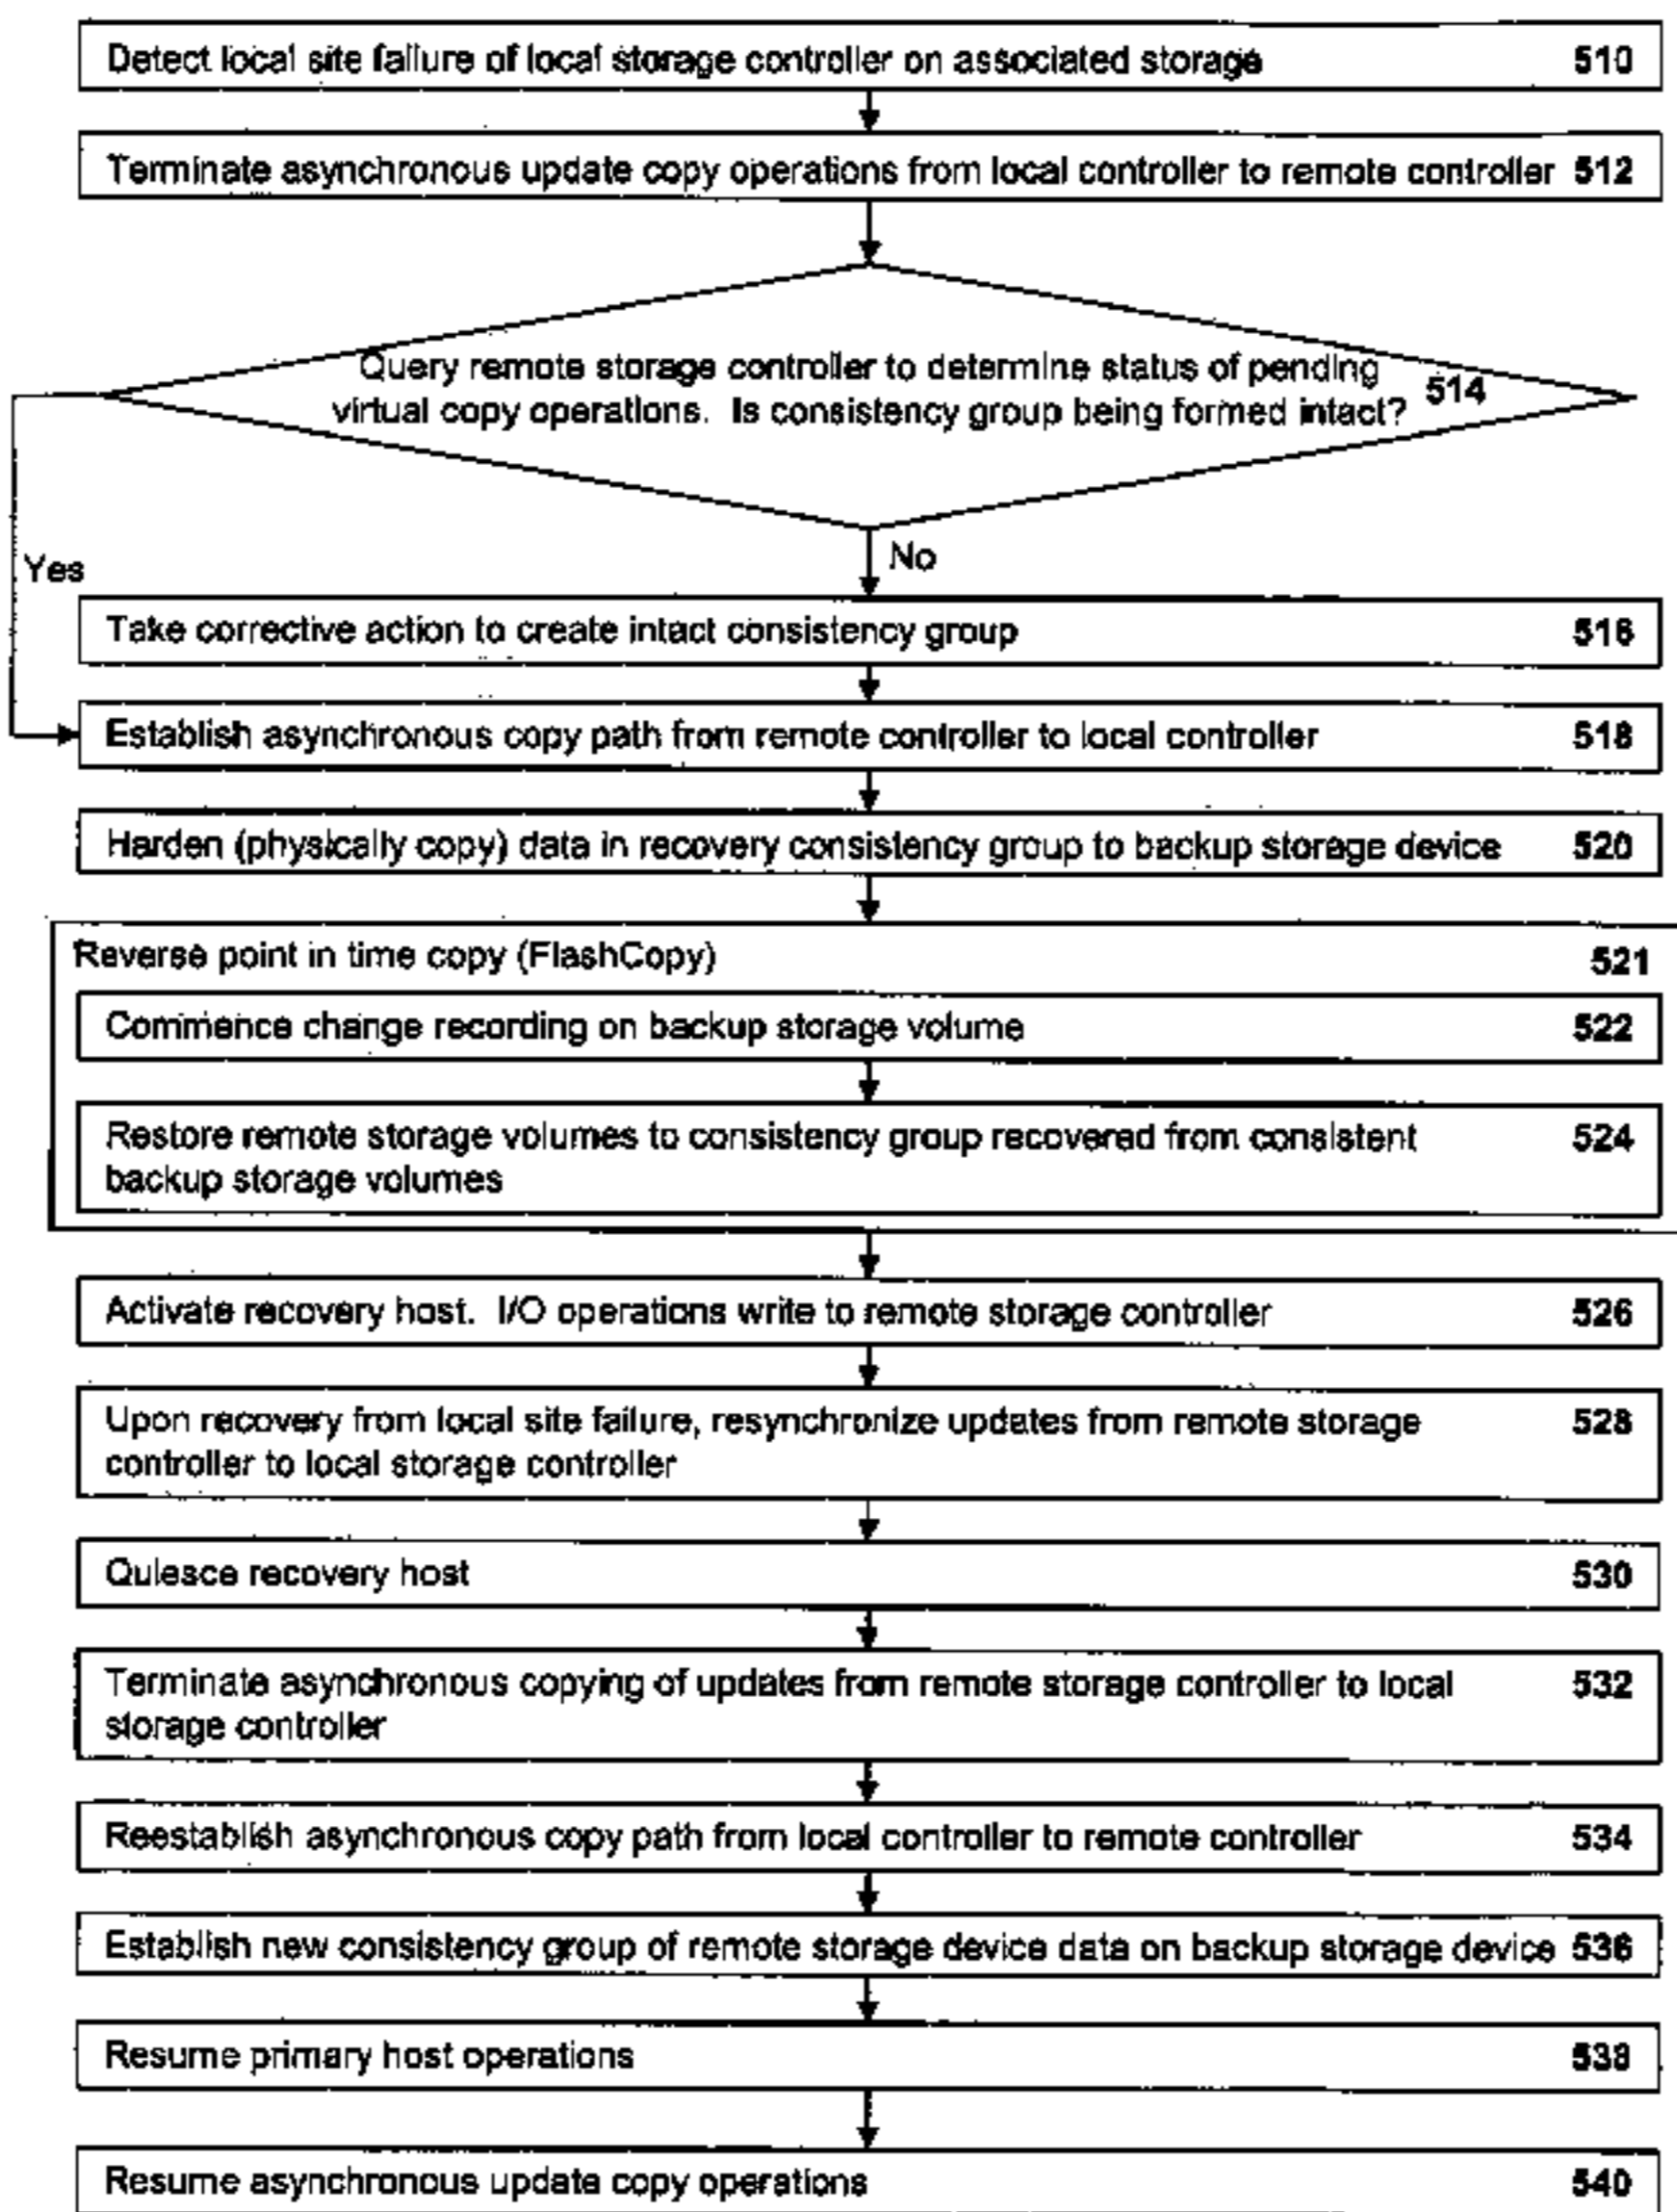 Detect local site failure of local storage controller on associated storage 510
Terminate asynchronous update copy operations from local controller to remote controller 512
Query remote storage controller to determine status of pending
virtual copy operations. Is consistency group being formed intact? 514
Yes
No
Take corrective action to create intact consistency group 516
Establish asynchronous copy path from remote controller to local controller 518
Harden (physically copy) data in recovery consistency group to backup storage device 520
Reverse point in time copy (FlashCopy) 521
Commence change recording on backup storage volume 522
Restore remote storage volumes to consistency group recovered from consistent 524
backup storage volumes
Activate recovery host. I/O operations write to remote storage controller 526
Upon recovery from local site failure, resynchronize updates from remote storage 528
controller to local storage controller
Quiesce recovery host 530
Terminate asynchronous copying of updates from remote storage controller to local 532
storage controller
Reestablish asynchronous copy path from local controller to remote controller 534
Establish new consistency group of remote storage device data on backup storage device 536
Resume primary host operations 538
Resume asynchronous update copy operations 540